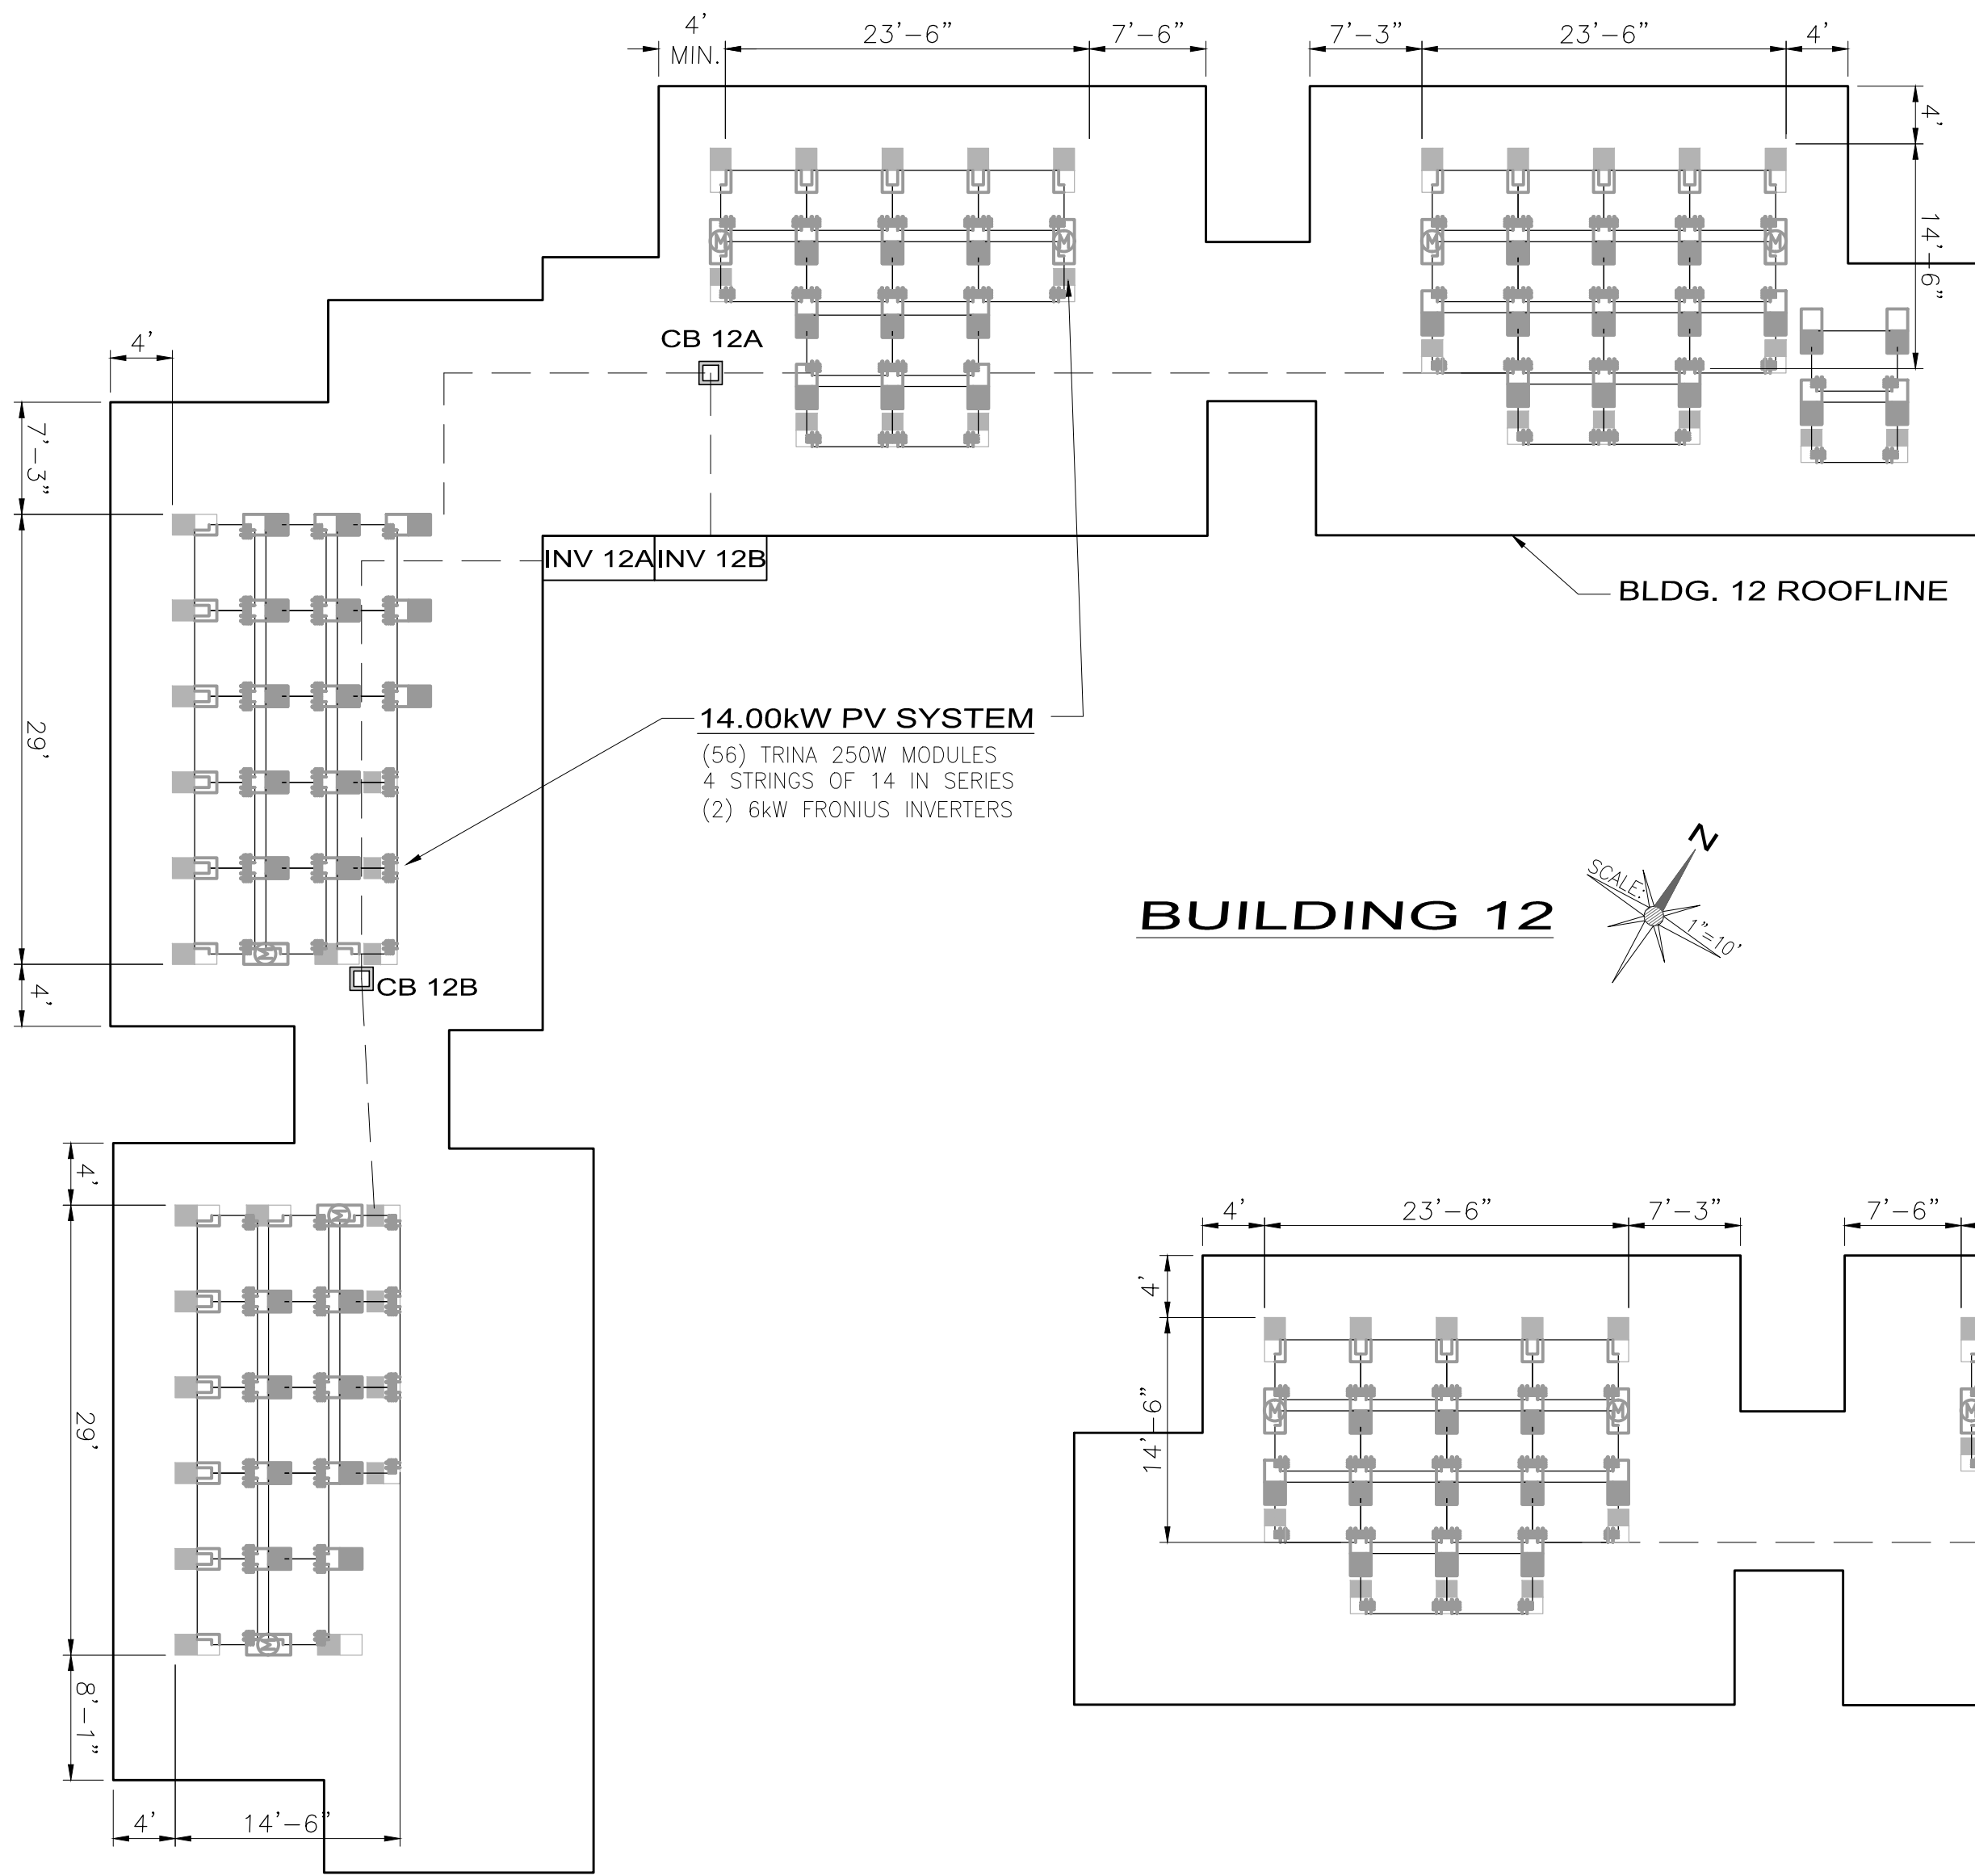 4'
MIN.
23'-6"
7'-6"
7'-3"
23'-6"
4'
4'
14'-6"
CB 12A
4'
7'-3"
INV 12A
INV 12B
BLDG. 12 ROOFLINE
M
M
M
M
29'
14.00kW PV SYSTEM
(56) TRINA 250W MODULES
4 STRINGS OF 14 IN SERIES
(2) 6kW FRONIUS INVERTERS
N
SCALE:
1"=10'
BUILDING 12
M
4'
CB 12B
4'
29'
M
M
8'-1"
4'
14'-6"
4'
23'-6"
7'-3"
7'-6"
4'
14'-6"
M
M
M